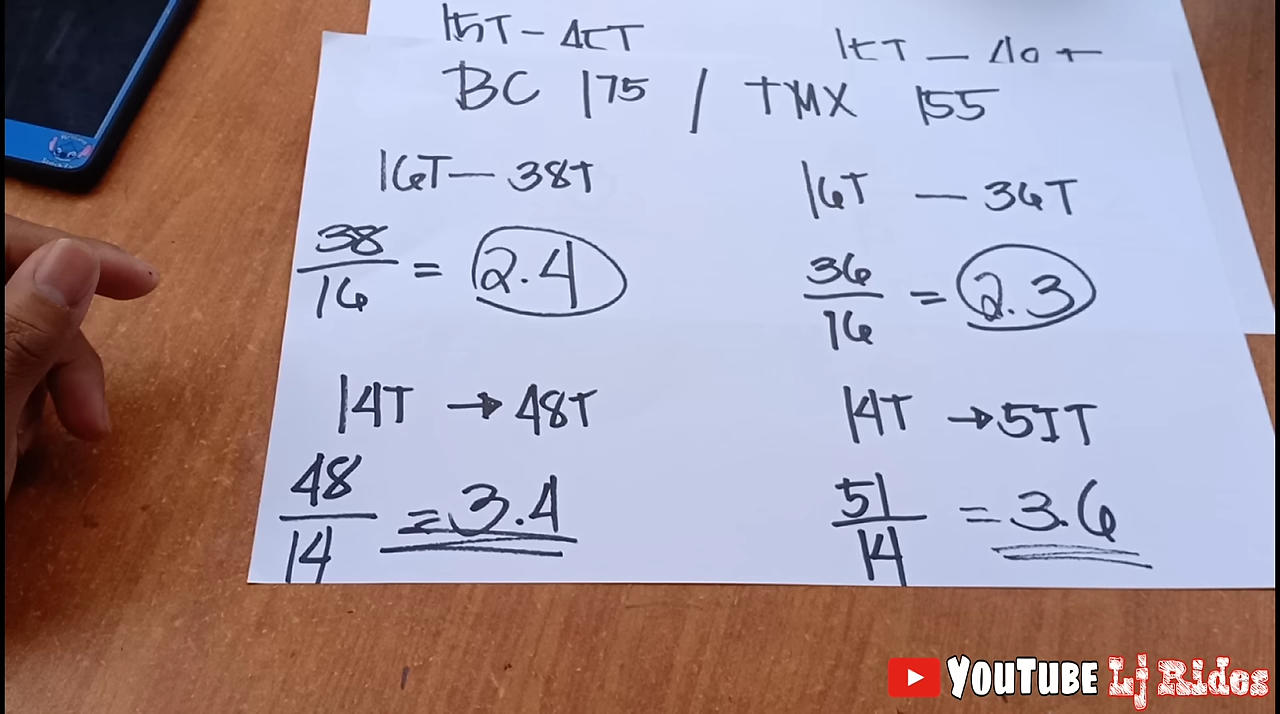 15T -
BC 175 / TMX 155
16T - 38T
16T - 36T
38/16 = 2.4
36/16 = 2.3
14T → 48T
14T → 51T
48/14 = 3.4
51/14 = 3.6
YouTube Lj Rides